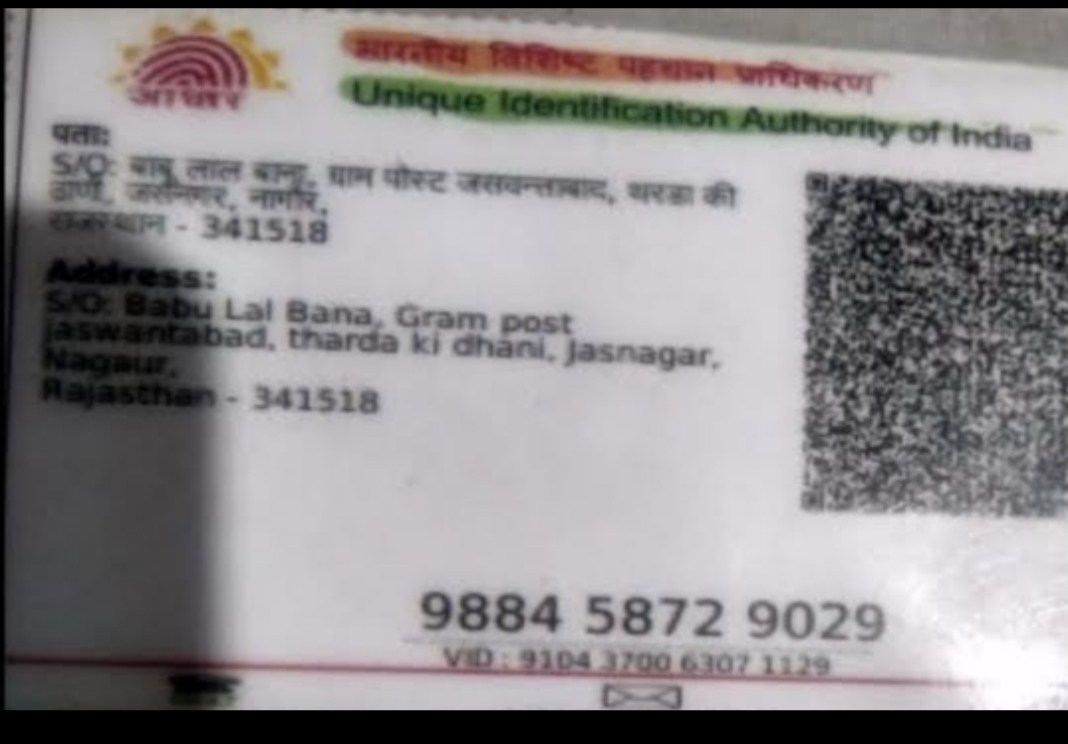 आधार
भारतीय विशिष्ट पहचान प्राधिकरण
Unique Identification Authority of India
पता:
S/O: बाबू लाल बाना, ग्राम पोस्ट जसवन्ताबाद, थरडा की
ढाणी, जसनगर, नागौर,
राजस्थान - 341518
Address:
S/O: Babu Lal Bana, Gram post
jaswantabad, tharda ki dhani, Jasnagar,
Nagaur,
Rajasthan - 341518
9884 5872 9029
VID : 9104 3700 6307 1129